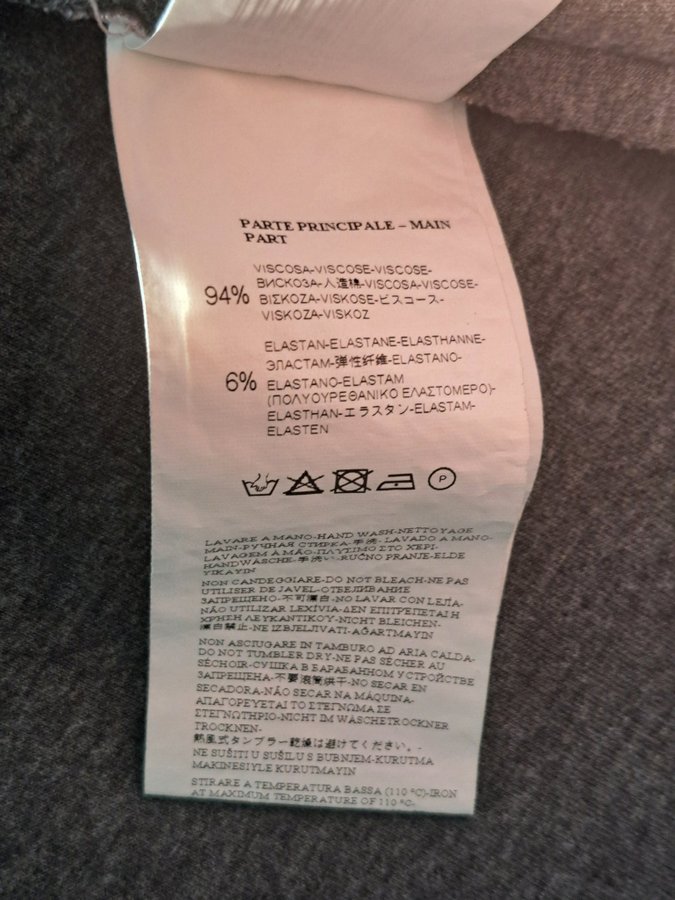 PARTE PRINCIPALE – MAIN
PART
94%
VISCOSA-VISCOSE-VISCOSE-
ВИСКОЗА-人造棉-VISCOSA-VISCOSE-
ΒΙΣΚΟΖΑ-VISKOSE-ビスコース-
VISKOZA-VISKOZ
6%
ELASTAN-ELASTANE-ELASTHANNE-
ЭЛАСТАМ-弹性纤维-ELASTANO-
ELASTANO-ELASTAM
(ΠΟΛΥΟΥΡΕΘΑΝΙΚΟ ΕΛΑΣΤΟΜΕΡΟ)-
ELASTHAN-エラスタン-ELASTAM-
ELASTEN
P
LAVARE A MANO-HAND WASH-NETTOYAGE
MAIN-РУЧНАЯ СТИРКА-手洗-LAVADO A MANO-
LAVAGEM À MÃO-ΠΛΥΣΙΜΟ ΣΤΟ ΧΕΡΙ-
HANDWÄSCHE-手洗い-RUČNO PRANJE-ELDE
YIKAYIN
NON CANDEGGIARE-DO NOT BLEACH-NE PAS
UTILISER DE JAVEL-ОТБЕЛИВАНИЕ
ЗАПРЕЩЕНО-不可漂白-NO LAVAR CON LEJÍA-
NÃO UTILIZAR LEXÍVIA-ΔΕΝ ΕΠΙΤΡΕΠΕΤΑΙ Η
ΧΡΗΣΗ ΛΕΥΚΑΝΤΙΚΟΥ-NICHT BLEICHEN-
漂白禁止-NE IZBJELJIVATI-AĞARTMAYIN
NON ASCIUGARE IN TAMBURO AD ARIA CALDA-
DO NOT TUMBLER DRY-NE PAS SÉCHER AU
SÉCHOIR-СУШКА В БАРАБАННОМ УСТРОЙСТВЕ
ЗАПРЕЩЕНА-不要滚筒烘干-NO SECAR EN
SECADORA-NÃO SECAR NA MÁQUINA-
ΑΠΑΓΟΡΕΥΕΤΑΙ ΤΟ ΣΤΕΓΝΩΜΑ ΣΕ
ΣΤΕΓΝΩΤΗΡΙΟ-NICHT IM WÄSCHETROCKNER
TROCKNEN-
熱風式タンブラー乾燥は避けてください。-
NE SUŠITI U SUŠILU S BUBNJEM-KURUTMA
MAKINESIYLE KURUTMAYIN
STIRARE A TEMPERATURA BASSA (110 °C)-IRON
AT MAXIMUM TEMPERATURE OF 110 °C-